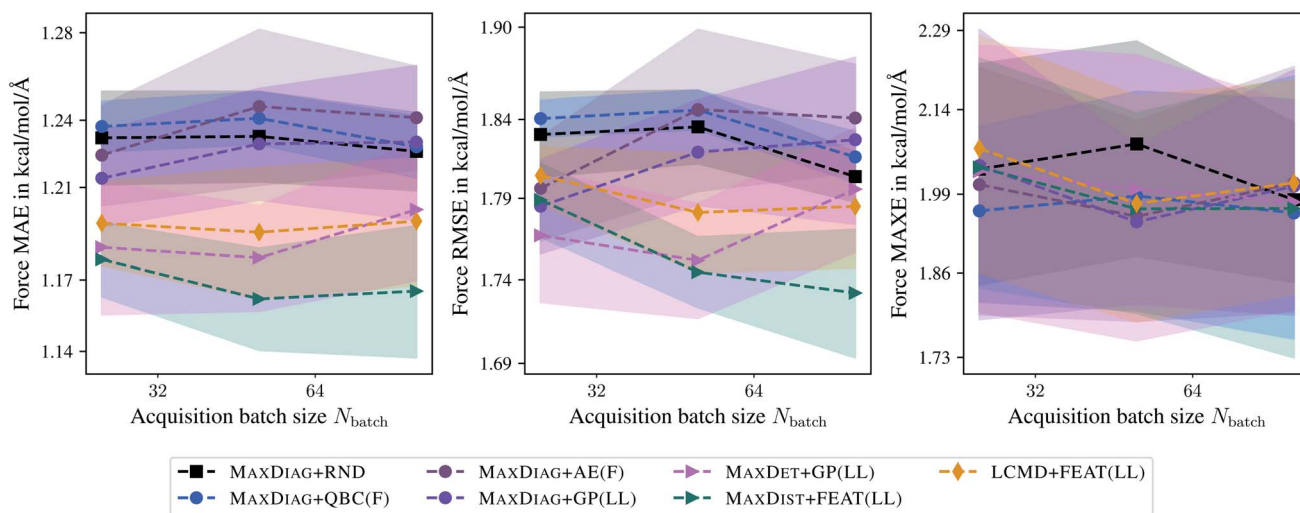 Force MAE in kcal/mol/Å
1.28
1.24
1.21
1.17
1.14
32
64
Acquisition batch size N_batch
Force RMSE in kcal/mol/Å
1.90
1.84
1.79
1.74
1.69
32
64
Acquisition batch size N_batch
Force MAXE in kcal/mol/Å
2.29
2.14
1.99
1.86
1.73
32
64
Acquisition batch size N_batch
MAXDIAG+RND
MAXDIAG+AE(F)
MAXDET+GP(LL)
LCMD+FEAT(LL)
MAXDIAG+QBC(F)
MAXDIAG+GP(LL)
MAXDIST+FEAT(LL)